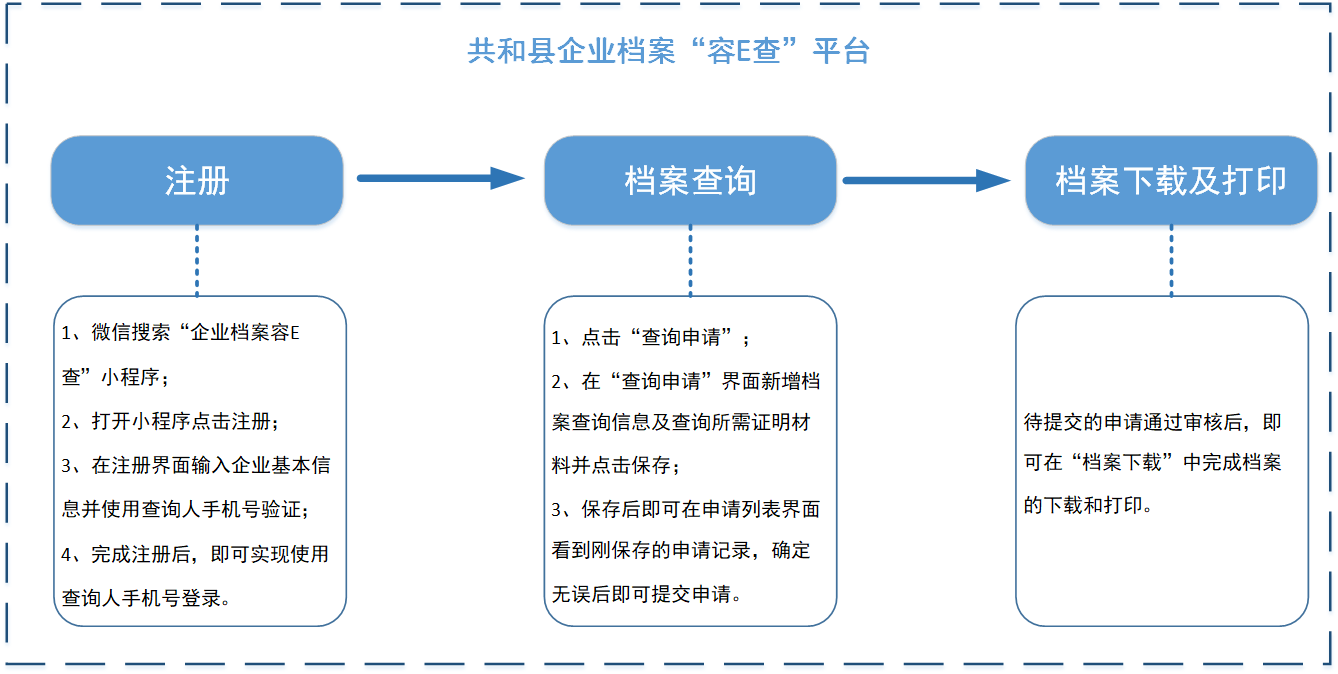 共和县企业档案“容E查”平台
注册
档案查询
档案下载及打印
1、微信搜索“企业档案容E
查”小程序；
2、打开小程序点击注册；
3、在注册界面输入企业基本信
息并使用查询人手机号验证；
4、完成注册后，即可实现使用
查询人手机号登录。
1、点击“查询申请”；
2、在“查询申请”界面新增档
案查询信息及查询所需证明材
料并点击保存；
3、保存后即可在申请列表界面
看到刚保存的申请记录，确定
无误后即可提交申请。
待提交的申请通过审核后，即
可在“档案下载”中完成档案
的下载和打印。